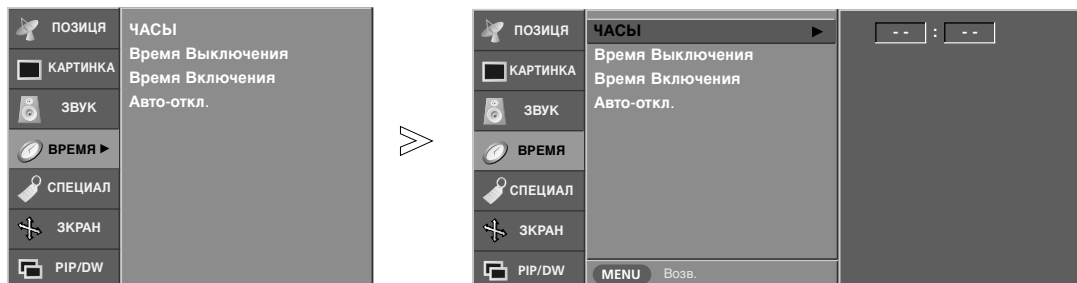 ПОЗИЦЯ
КАРТИНКА
ЗВУК
ВРЕМЯ ►
СПЕЦИАЛ
ЗКРАН
PIP/DW
ЧАСЫ
Время Выключения
Время Включения
Авто-откл.
ПОЗИЦЯ
КАРТИНКА
ЗВУК
ВРЕМЯ
СПЕЦИАЛ
ЗКРАН
PIP/DW
ЧАСЫ ►
Время Выключения
Время Включения
Авто-откл.
MENU Возв.
- - : - -